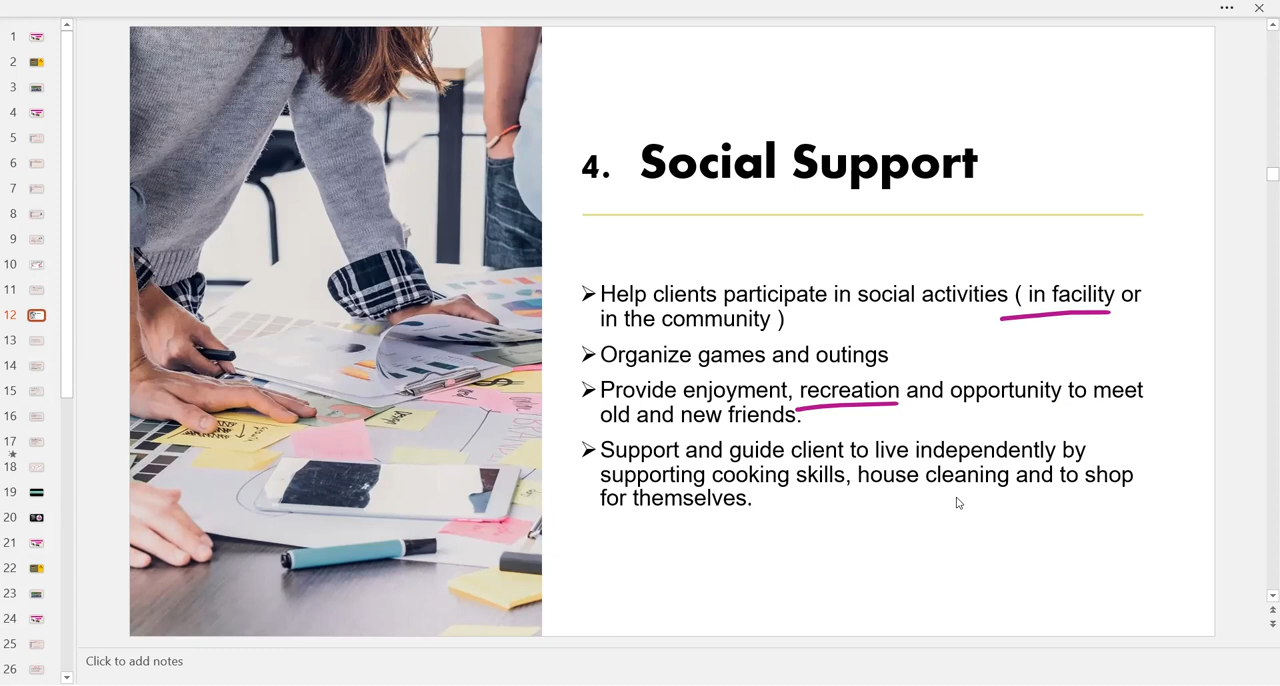 1
2
3
4
5
6
7
8
9
10
11
12
13
14
15
16
17
18
19
20
21
22
23
24
25
26
4. Social Support
➢Help clients participate in social activities ( in facility or
in the community )
➢Organize games and outings
➢Provide enjoyment, recreation and opportunity to meet
old and new friends.
➢Support and guide client to live independently by
supporting cooking skills, house cleaning and to shop
for themselves.
Click to add notes